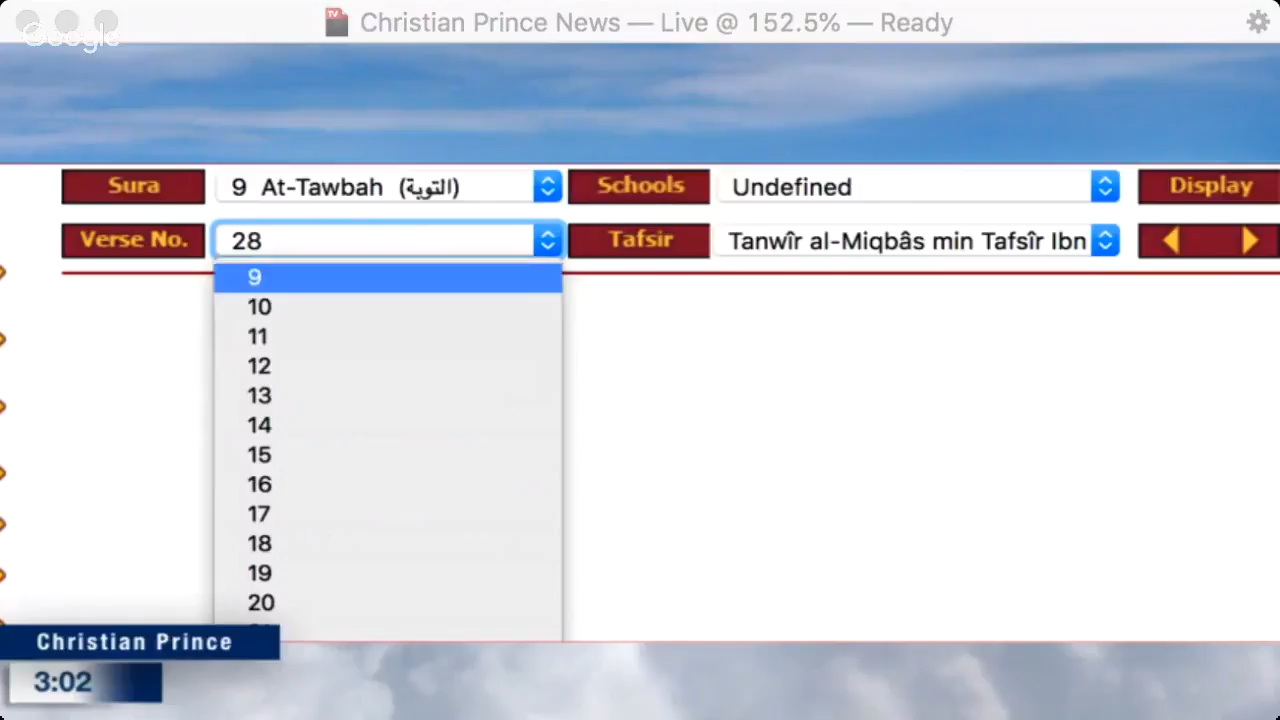 Christian Prince News — Live @ 152.5% — Ready
Google
Sura
9 At-Tawbah (التوبة)
Schools
Undefined
Display
Verse No.
28
Tafsir
Tanwîr al-Miqbâs min Tafsîr Ibn
9
10
11
12
13
14
15
16
17
18
19
20
Christian Prince
3:02